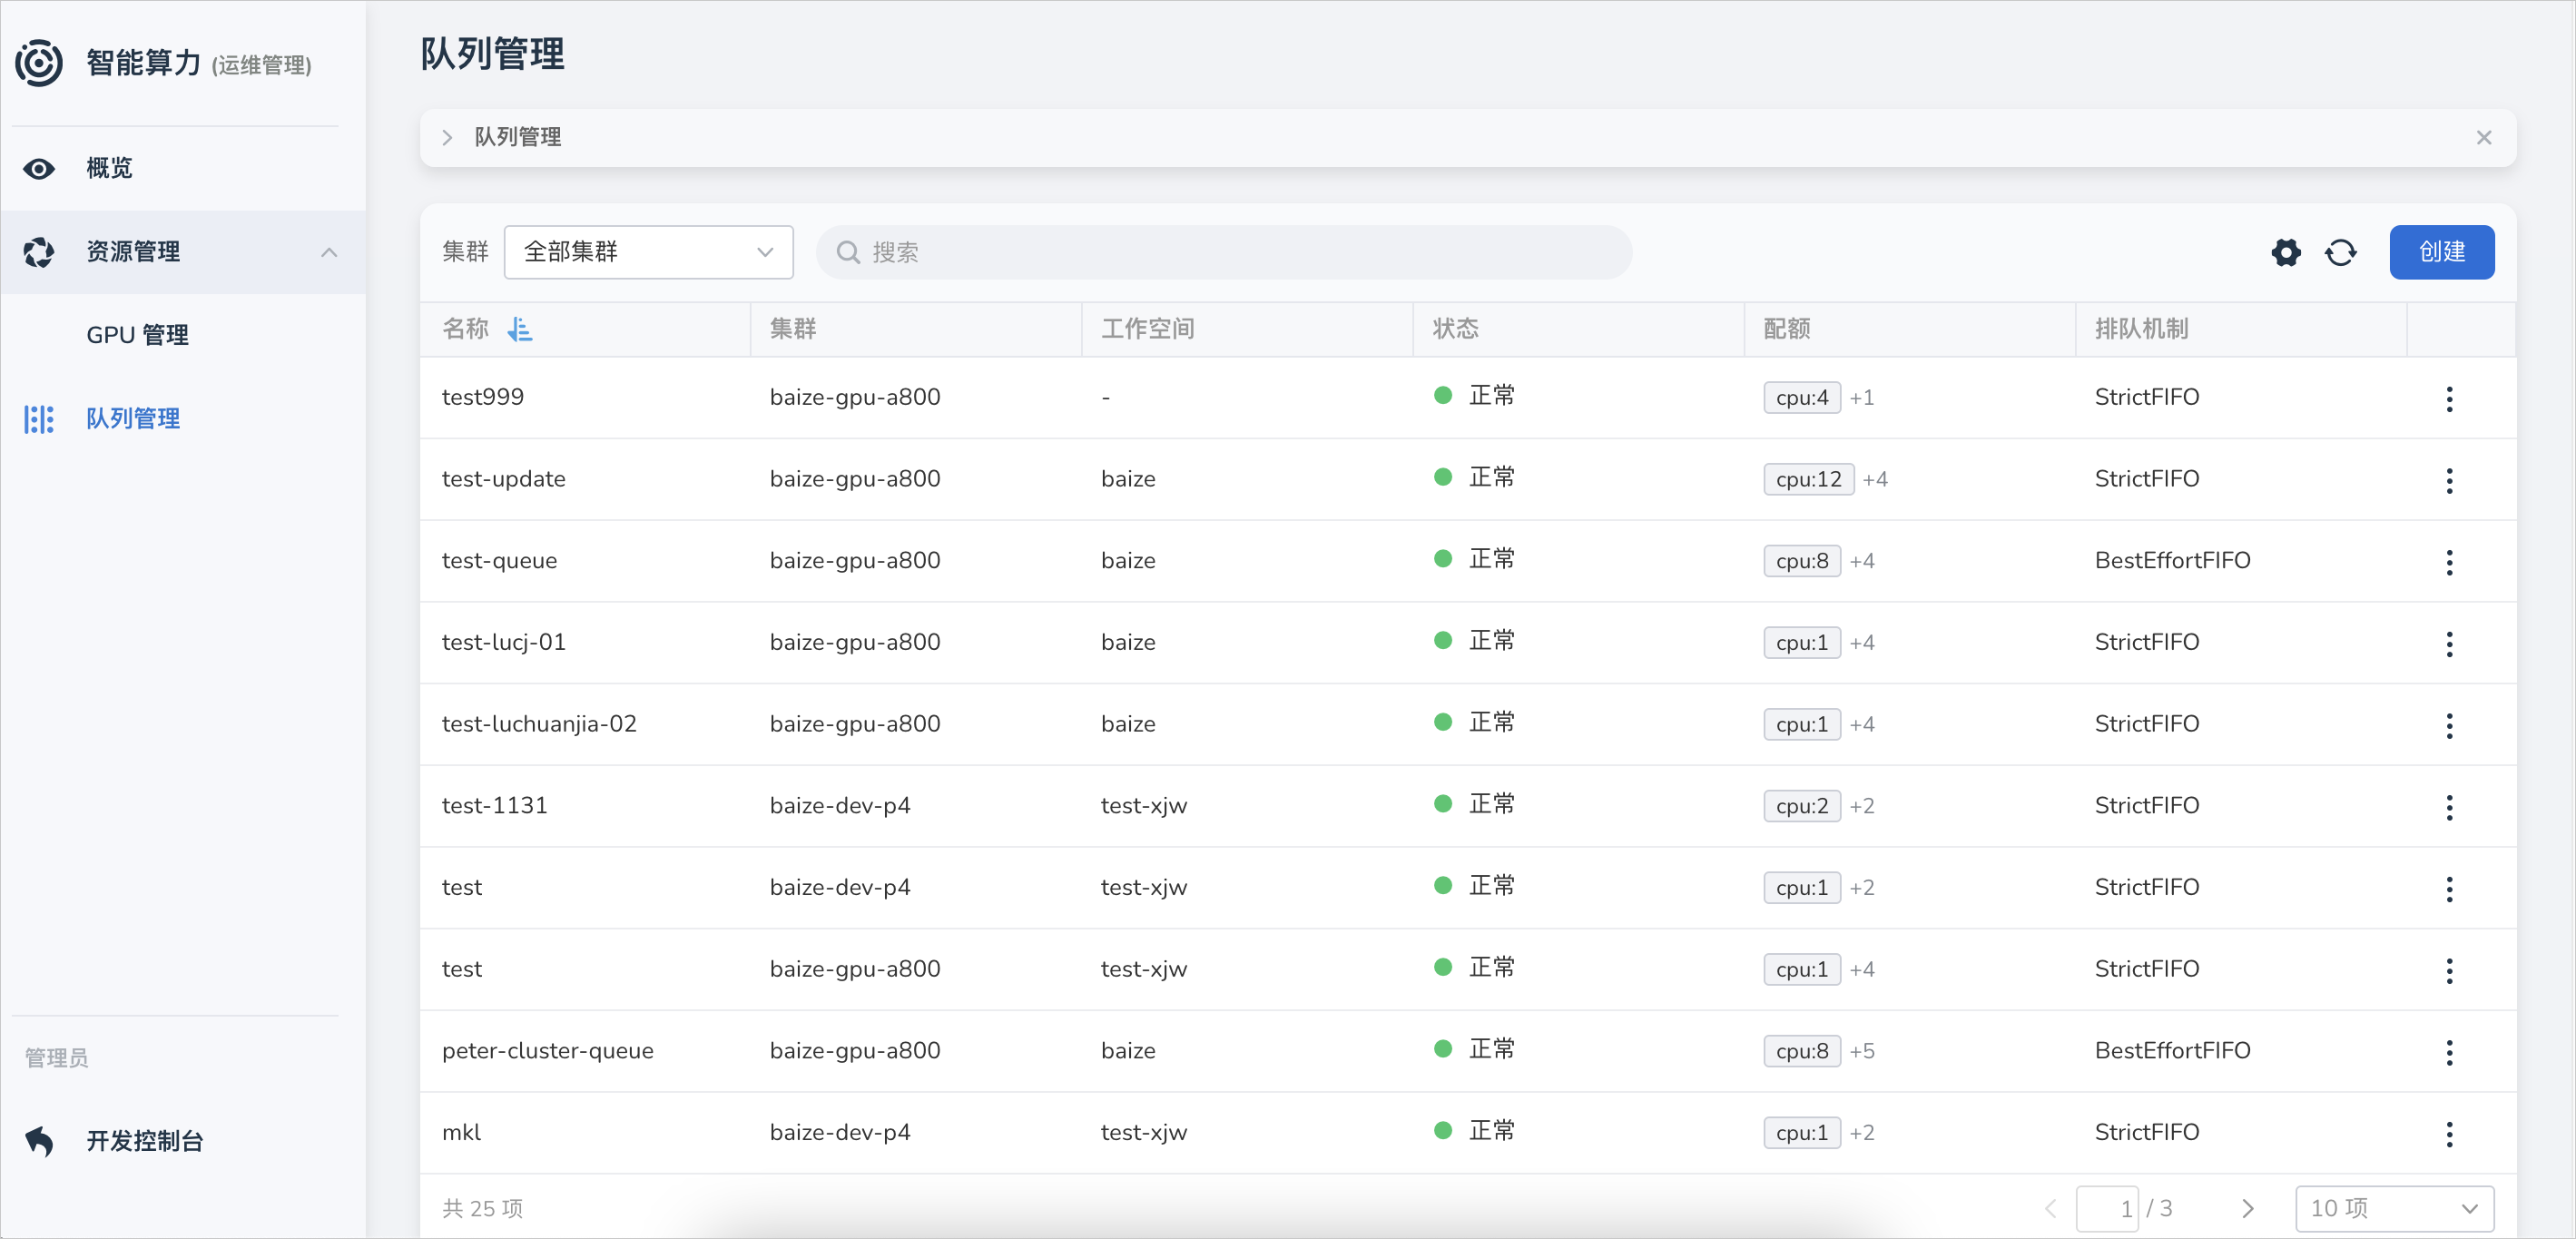 智能算力 (运维管理)
概览
资源管理
GPU 管理
队列管理
管理员
开发控制台
队列管理
队列管理
集群 全部集群 搜索 创建
名称 集群 工作空间 状态 配额 排队机制
test999 baize-gpu-a800 - 正常 cpu:4 +1 StrictFIFO
test-update baize-gpu-a800 baize 正常 cpu:12 +4 StrictFIFO
test-queue baize-gpu-a800 baize 正常 cpu:8 +4 BestEffortFIFO
test-lucj-01 baize-gpu-a800 baize 正常 cpu:1 +4 StrictFIFO
test-luchuanjia-02 baize-gpu-a800 baize 正常 cpu:1 +4 StrictFIFO
test-1131 baize-dev-p4 test-xjw 正常 cpu:2 +2 StrictFIFO
test baize-dev-p4 test-xjw 正常 cpu:1 +2 StrictFIFO
test baize-gpu-a800 test-xjw 正常 cpu:1 +4 StrictFIFO
peter-cluster-queue baize-gpu-a800 baize 正常 cpu:8 +5 BestEffortFIFO
mkl baize-dev-p4 test-xjw 正常 cpu:1 +2 StrictFIFO
共 25 项 1 / 3 10 项